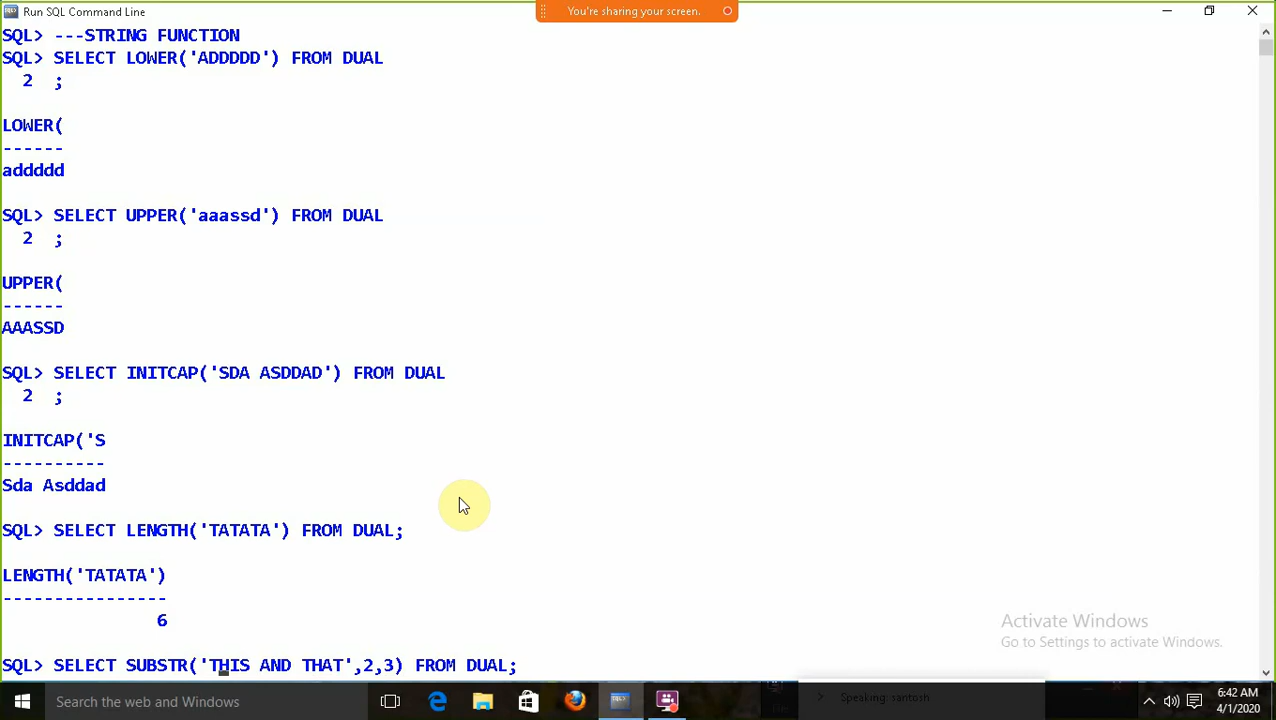 Run SQL Command Line
You're sharing your screen.
SQL> ---STRING FUNCTION
SQL> SELECT LOWER('ADDDDD') FROM DUAL
2 ;
LOWER(
------
addddd
SQL> SELECT UPPER('aaassd') FROM DUAL
2 ;
UPPER(
------
AAASSD
SQL> SELECT INITCAP('SDA ASDDAD') FROM DUAL
2 ;
INITCAP('S
----------
Sda Asddad
SQL> SELECT LENGTH('TATATA') FROM DUAL;
LENGTH('TATATA')
----------------
6
Activate Windows
Go to Settings to activate Windows.
SQL> SELECT SUBSTR('THIS AND THAT',2,3) FROM DUAL;
Search the web and Windows
Speaking: santosh
6:42 AM
4/1/2020